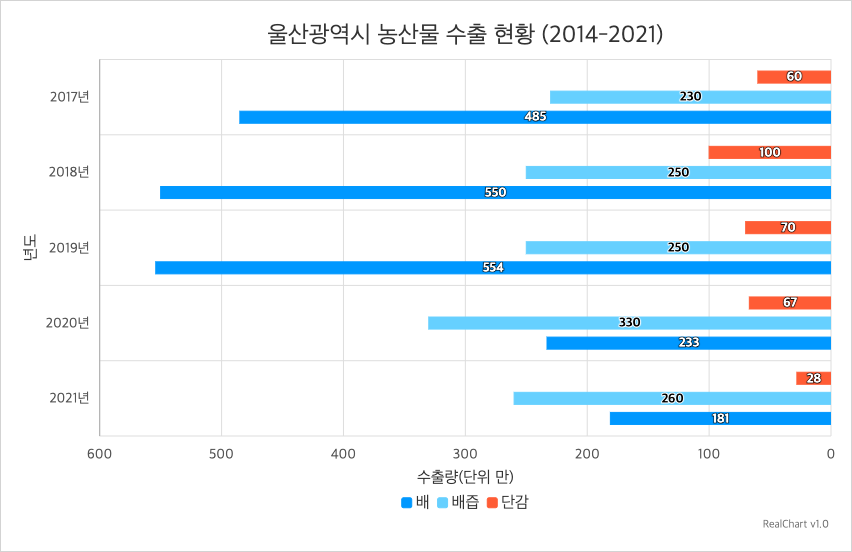 울산광역시 농산물 수출 현황 (2014-2021)
년도
2017년
60
230
485
2018년
100
250
550
2019년
70
250
554
2020년
67
330
233
2021년
28
260
181
600 500 400 300 200 100 0
수출량(단위 만)
배 배즙 단감
RealChart v1.0